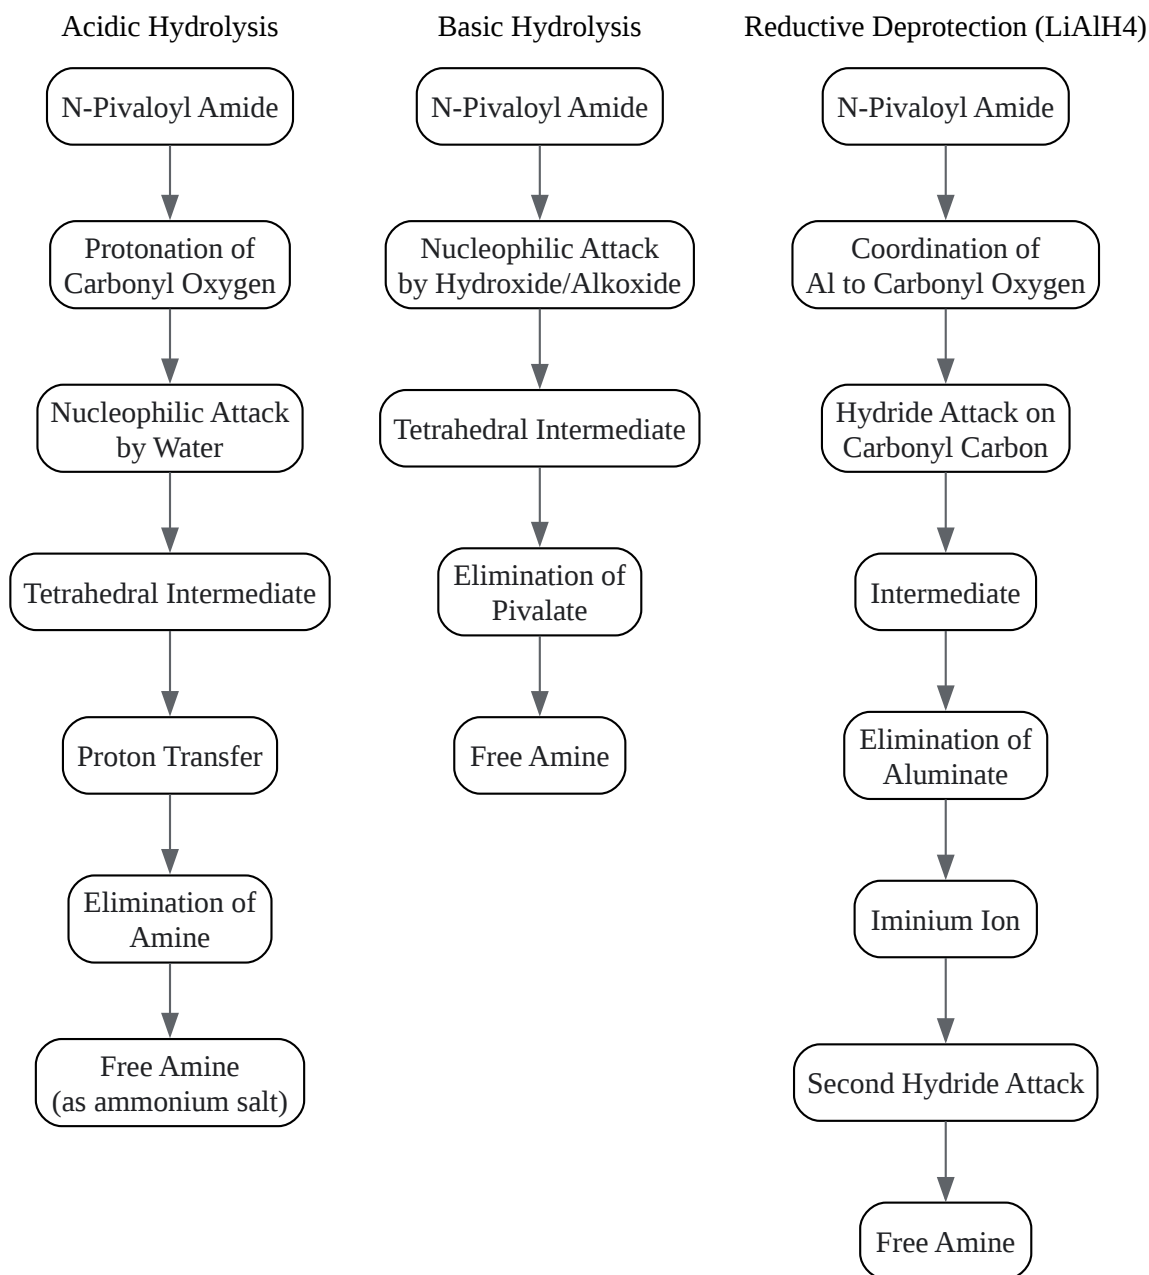 Acidic Hydrolysis
N-Pivaloyl Amide
Protonation of
Carbonyl Oxygen
Nucleophilic Attack
by Water
Tetrahedral Intermediate
Proton Transfer
Elimination of
Amine
Free Amine
(as ammonium salt)
Basic Hydrolysis
N-Pivaloyl Amide
Nucleophilic Attack
by Hydroxide/Alkoxide
Tetrahedral Intermediate
Elimination of
Pivalate
Free Amine
Reductive Deprotection (LiAlH4)
N-Pivaloyl Amide
Coordination of
Al to Carbonyl Oxygen
Hydride Attack on
Carbonyl Carbon
Intermediate
Elimination of
Aluminate
Iminium Ion
Second Hydride Attack
Free Amine